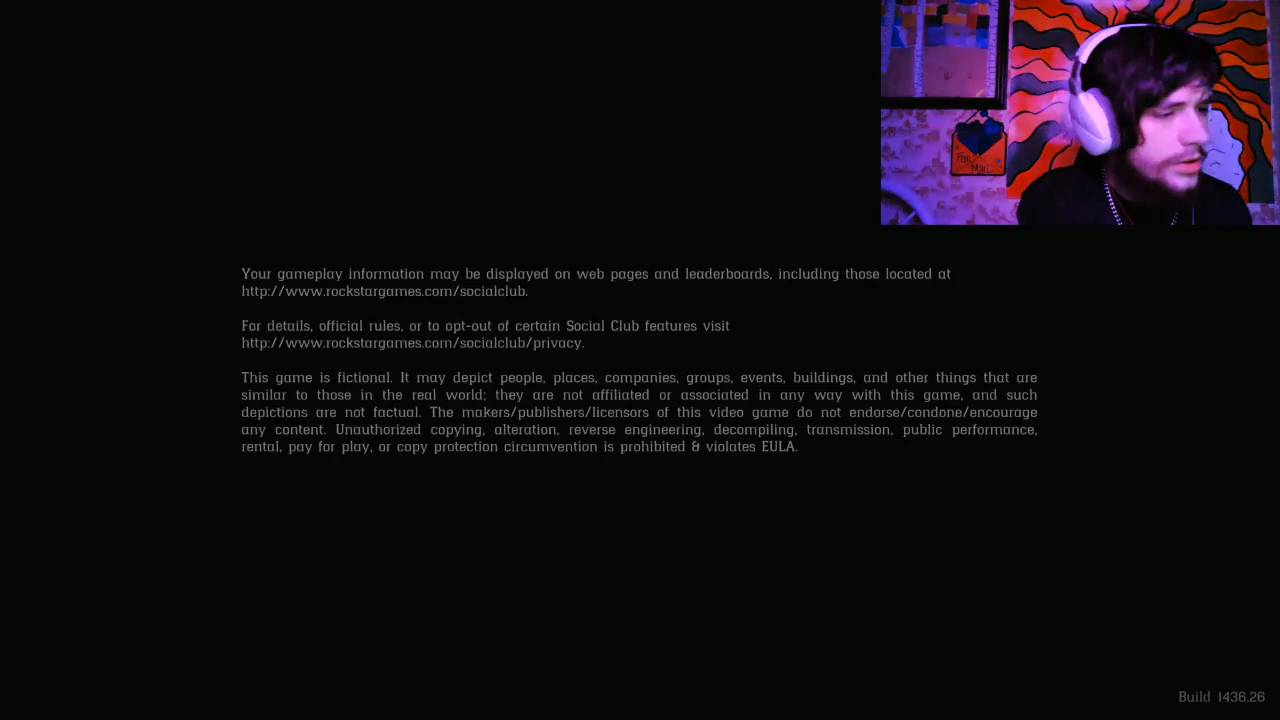 Your gameplay information may be displayed on web pages and leaderboards, including those located at
http://www.rockstargames.com/socialclub.
For details, official rules, or to opt-out of certain Social Club features visit
http://www.rockstargames.com/socialclub/privacy.
This game is fictional. It may depict people, places, companies, groups, events, buildings, and other things that are
similar to those in the real world; they are not affiliated or associated in any way with this game, and such
depictions are not factual. The makers/publishers/licensors of this video game do not endorse/condone/encourage
any content. Unauthorized copying, alteration, reverse engineering, decompiling, transmission, public performance,
rental, pay for play, or copy protection circumvention is prohibited & violates EULA.
Build 1436.26